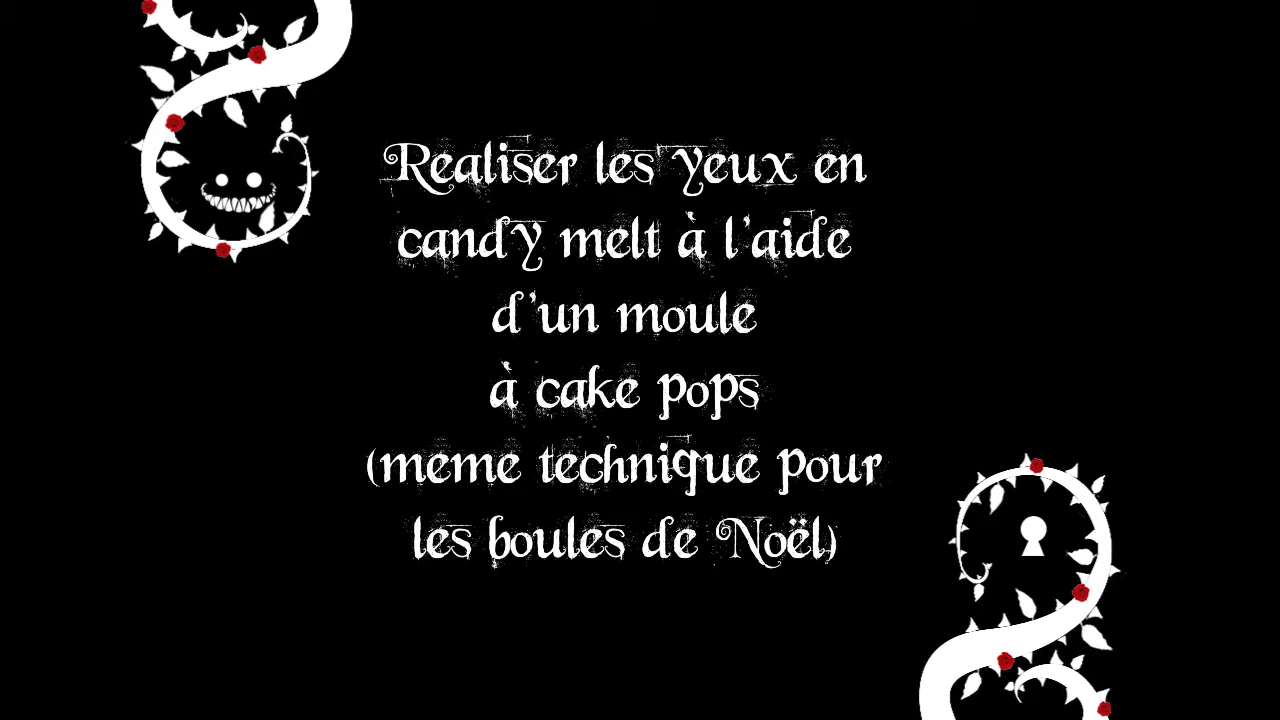 Realiser les yeux en
candy melt à l'aide
d'un moule
à cake pops
(meme technique pour
les boules de Noël)